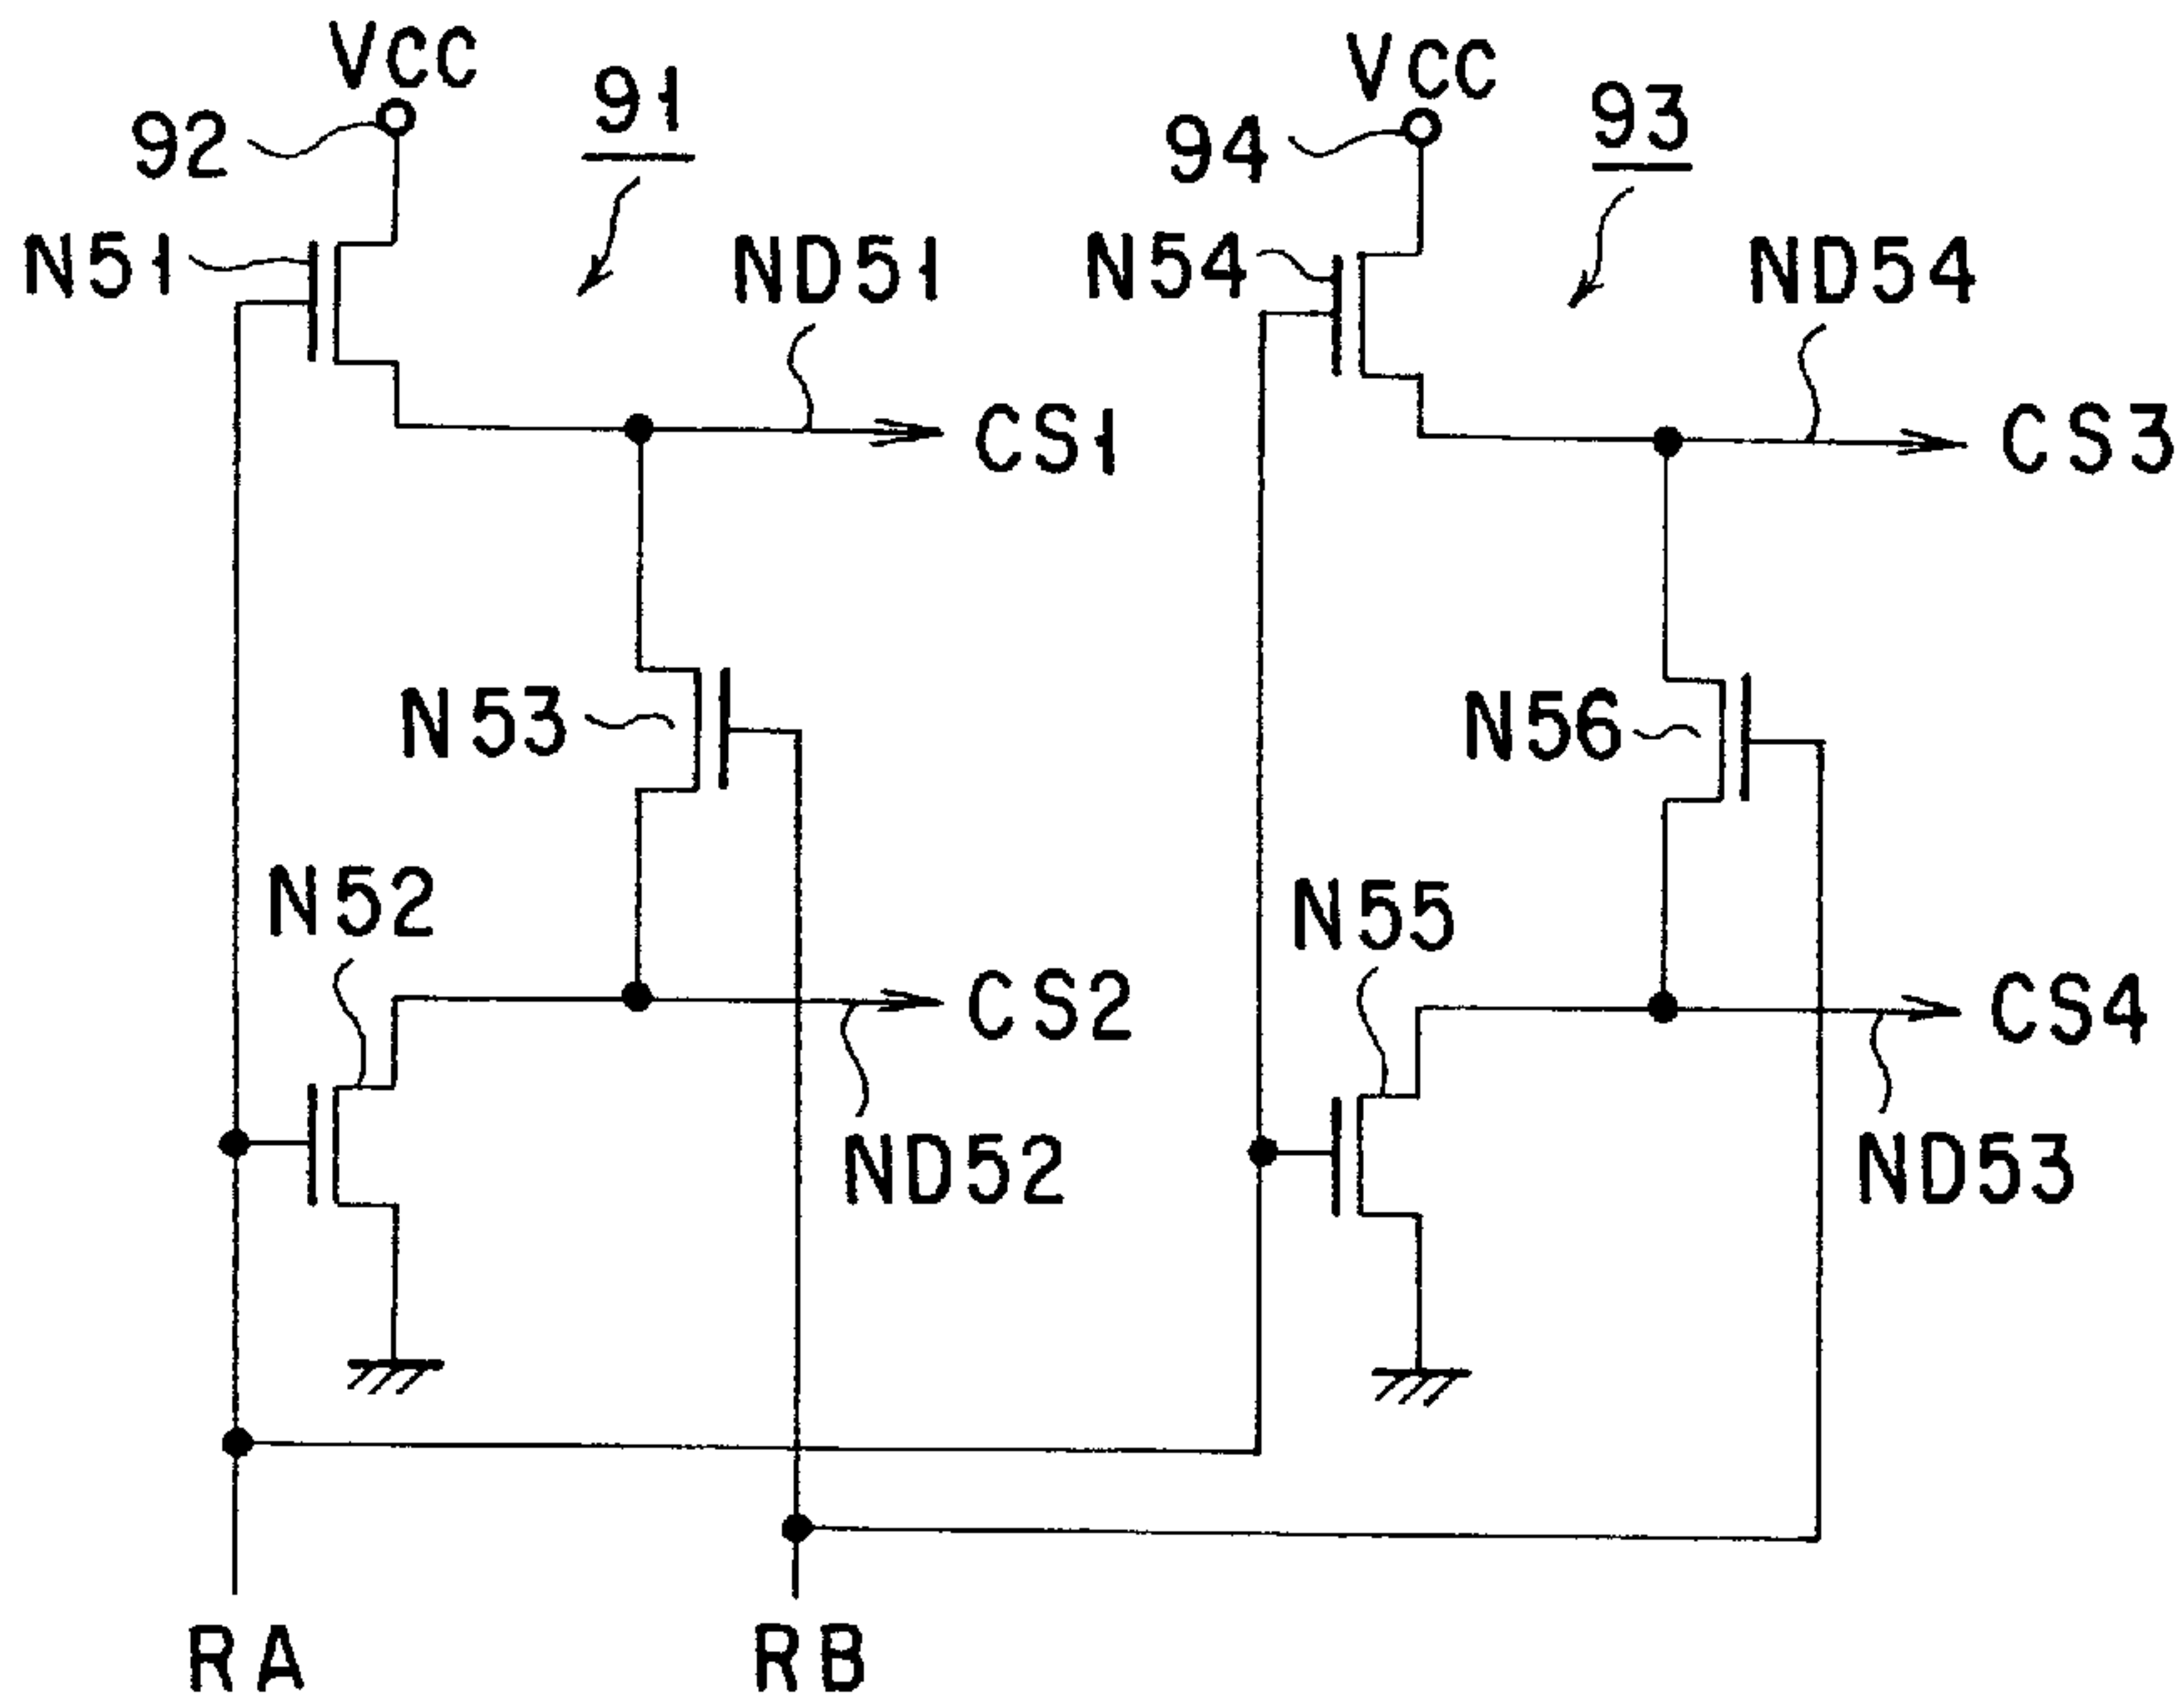 VCC
91
VCC
93
92
94
N51
ND51
N54
ND54
CS1
CS3
N53
N56
N52
N55
CS2
CS4
ND52
ND53
RA
RB